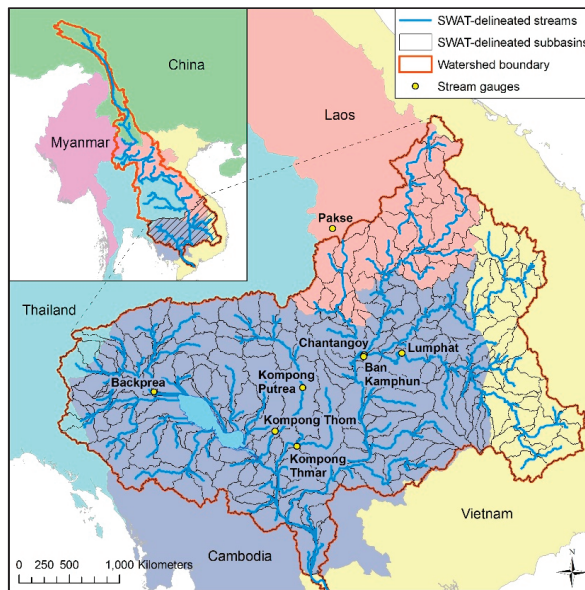 SWAT-delineated streams
SWAT-delineated subbasins
Watershed boundary
Stream gauges
China
Myanmar
Laos
Pakse
Thailand
Chantangoy
Lumphat
Ban
Kamphun
Kompong
Putrea
Backprea
Kompong Thom
Kompong
Thmar
Vietnam
Cambodia
0 250 500 1,000 Kilometers
N